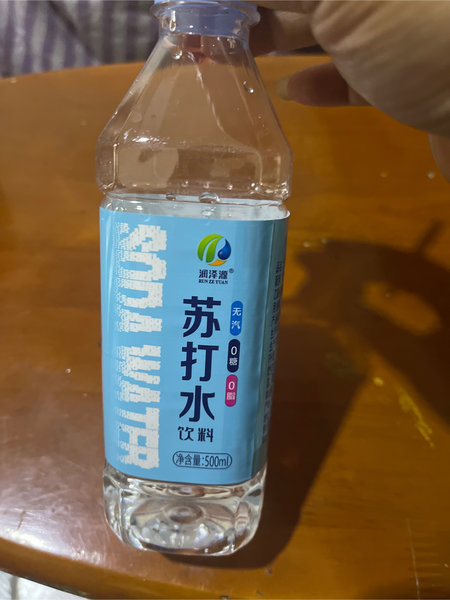 润泽源®
RUN ZE YUAN
SODA WATER
苏打水
饮料
无汽
0糖
0脂
净含量:500ml